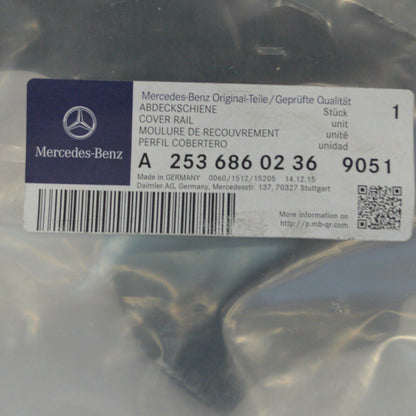 Mercedes-Benz
Mercedes-Benz Original-Teile/Geprüfte Qualität
ABDECKSCHIENE Stück 1
COVER RAIL unit
MOULURE DE RECOUVREMENT unité
PERFIL COBERTERO unidad
A 253 686 02 36 9051
Made in GERMANY 0060/1512/15205 14.12.15
Daimler AG, Germany, Mercedesstr. 137, 70327 Stuttgart
More information on
http://p.mb-qr.com